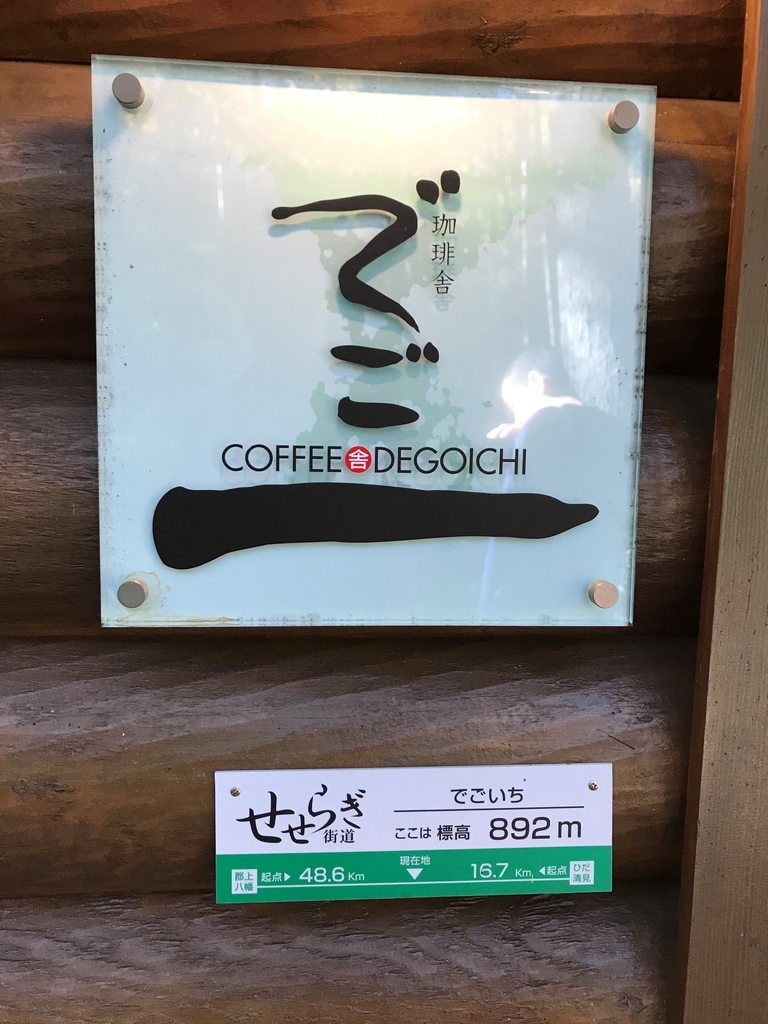 でご一
珈琲舎
COFFEE舎DEGOICHI
せせらぎ街道
でごいち
ここは標高 892m
現在地
郡上八幡 起点▶ 48.6Km ▽ 16.7Km ◀起点 ひだ清見